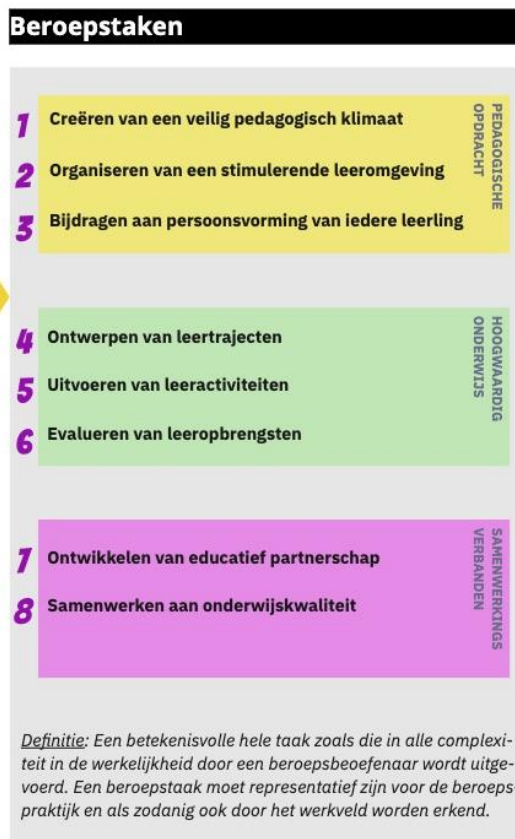 Beroepstaken
1 Creëren van een veilig pedagogisch klimaat
2 Organiseren van een stimulerende leeromgeving
3 Bijdragen aan persoonsvorming van iedere leerling
PEDAGOGISCHE
OPDRACHT
4 Ontwerpen van leertrajecten
5 Uitvoeren van leeractiviteiten
6 Evalueren van leeropbrengsten
HOOGWAARDIG
ONDERWIJS
7 Ontwikkelen van educatief partnerschap
8 Samenwerken aan onderwijskwaliteit
SAMENWERKINGS
VERBANDEN
Definitie: Een betekenisvolle hele taak zoals die in alle complexi-
teit in de werkelijkheid door een beroepsbeoefenaar wordt uitge-
voerd. Een beroepstaak moet representatief zijn voor de beroeps-
praktijk en als zodanig ook door het werkveld worden erkend.